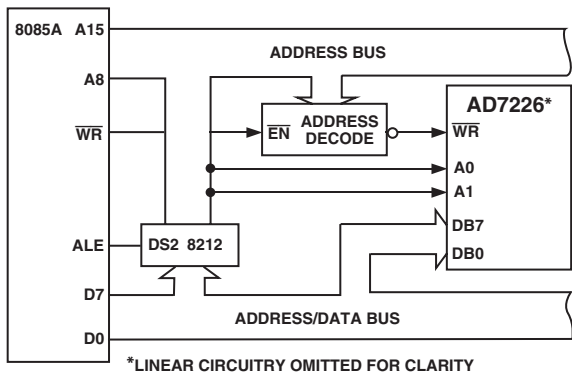 8085A A15
ADDRESS BUS
A8
AD7226*
EN ADDRESS DECODE
WR
WR
A0
A1
ALE
DS2 8212
DB7
DB0
D7
ADDRESS/DATA BUS
D0
*LINEAR CIRCUITRY OMITTED FOR CLARITY